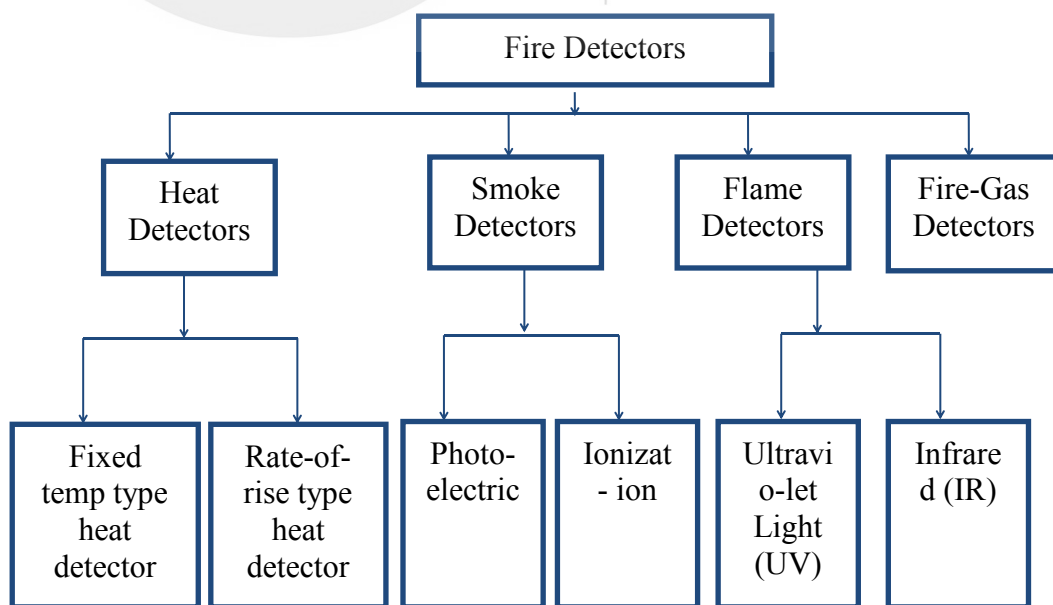 Fire Detectors
Heat
Detectors
Smoke
Detectors
Flame
Detectors
Fire-Gas
Detectors
Fixed
temp type
heat
detector
Rate-of-
rise type
heat
detector
Photo-
electric
Ionizat
- ion
Ultravi
o-let
Light
(UV)
Infrare
d (IR)